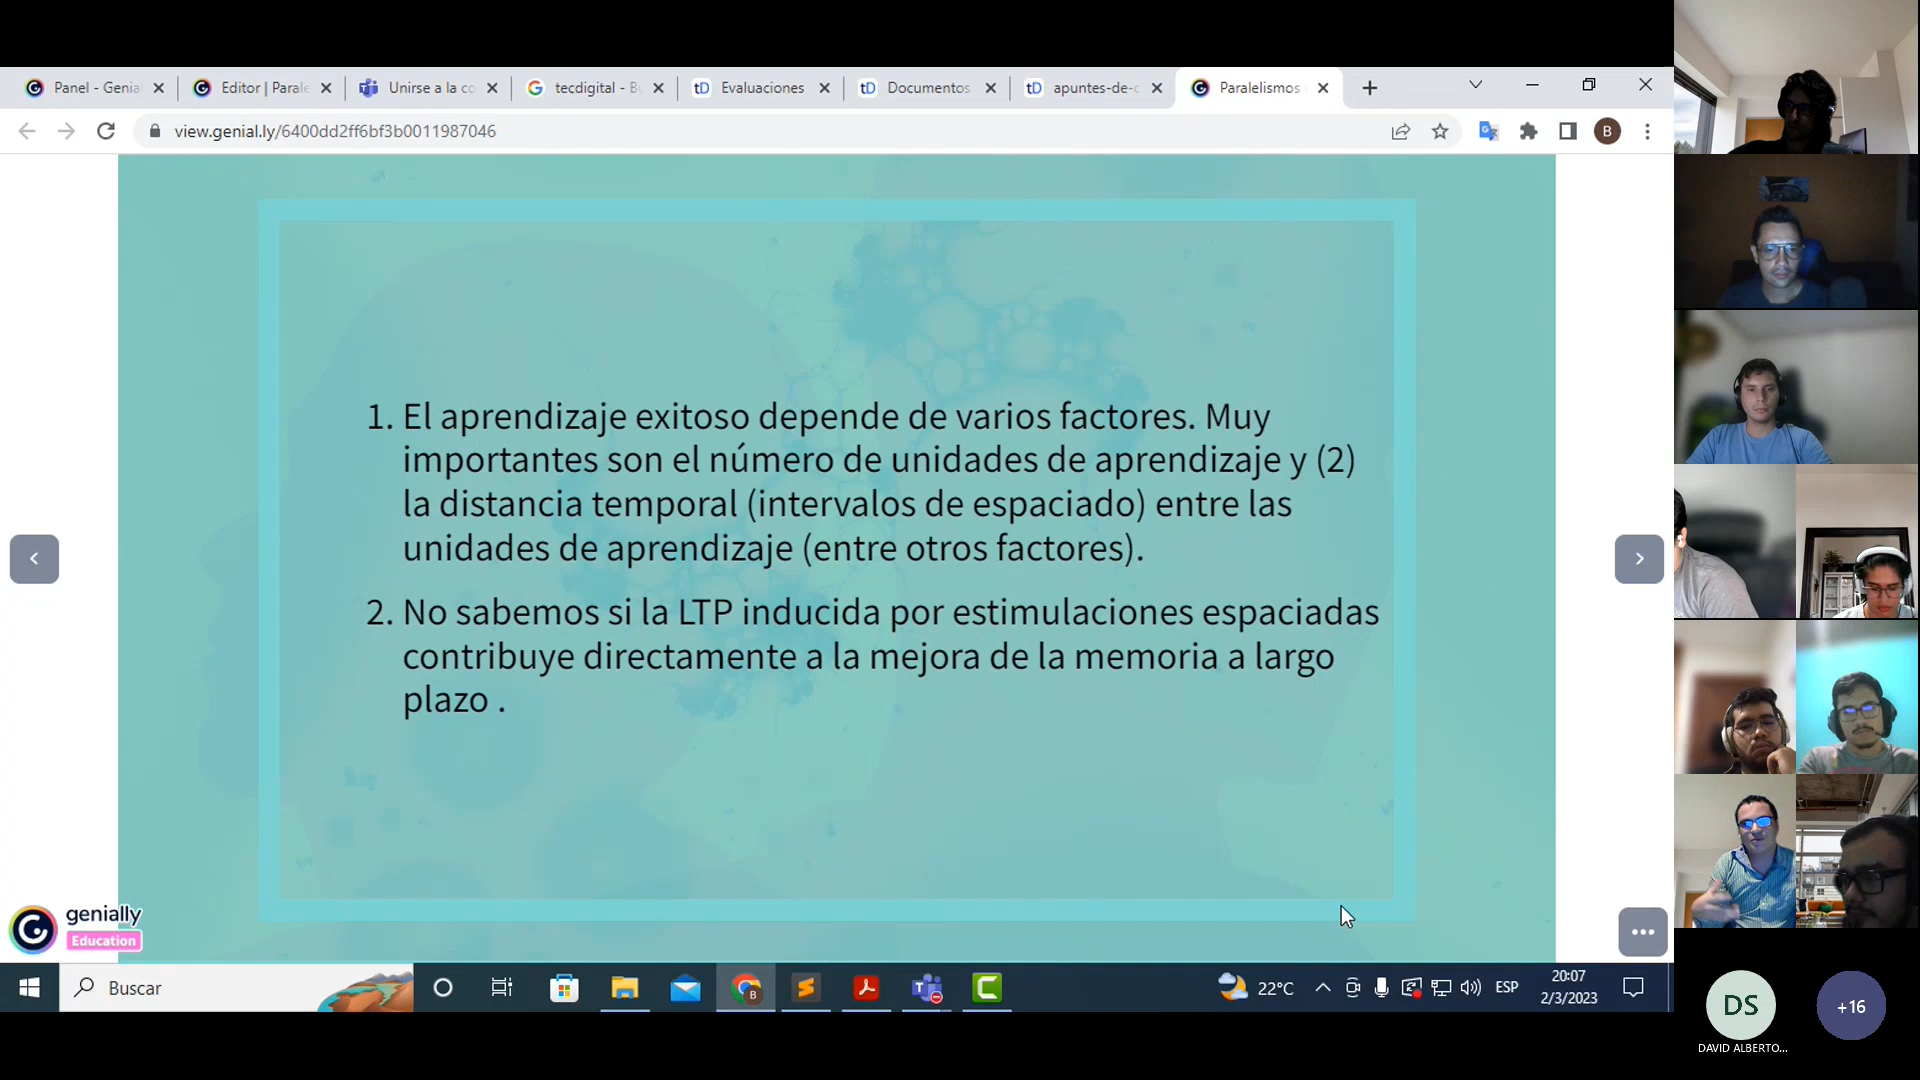 Panel - Genia
Editor | Parale
Unirse a la co
tecdigital - Bu
Evaluaciones
Documentos
apuntes-de-c
Paralelismos
view.genial.ly/6400dd2ff6bf3b0011987046
B
1. El aprendizaje exitoso depende de varios factores. Muy
importantes son el número de unidades de aprendizaje y (2)
la distancia temporal (intervalos de espaciado) entre las
unidades de aprendizaje (entre otros factores).
2. No sabemos si la LTP inducida por estimulaciones espaciadas
contribuye directamente a la mejora de la memoria a largo
plazo .
genially
Education
Buscar
22°C
ESP
20:07
2/3/2023
DS
DAVID ALBERTO...
+16